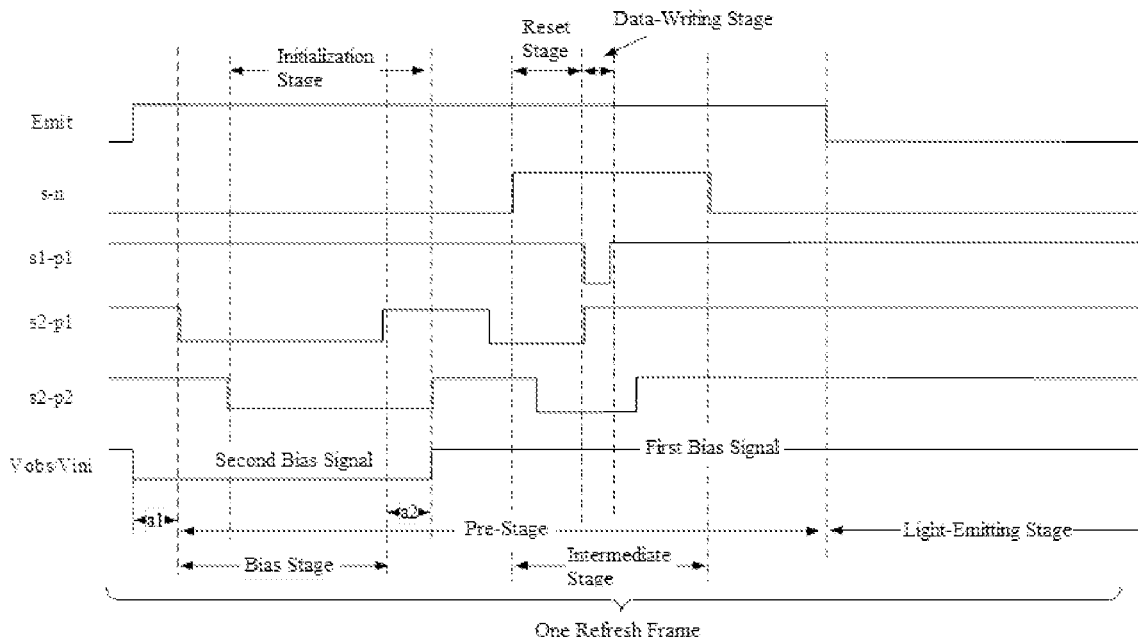 Data-Writing Stage
Reset
Stage
Initialization
Stage
Emit
s-n
s1-p1
s2-p1
s2-p2
Vobs/Vini
Second Bias Signal
First Bias Signal
a1
a2
Pre-Stage
Light-Emitting Stage
Bias Stage
Intermediate
Stage
One Refresh Frame